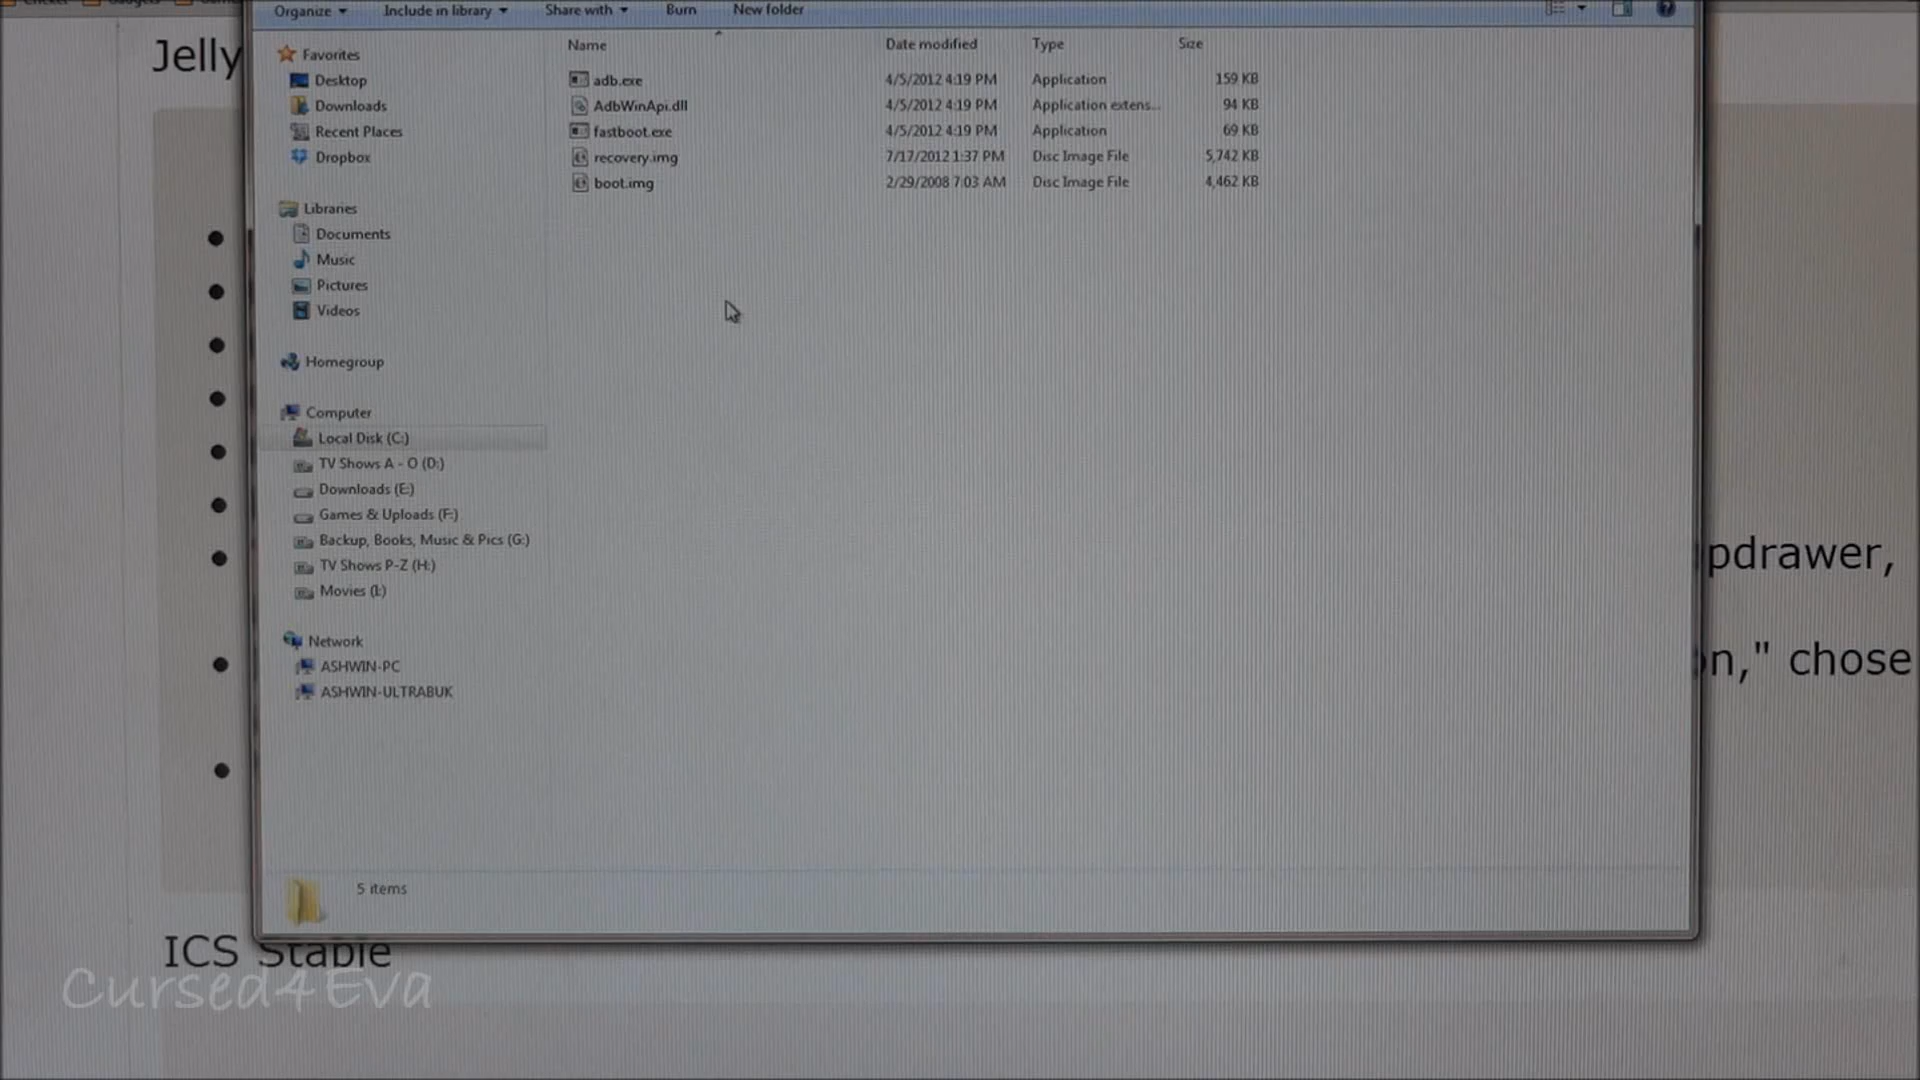 Organize Include in library Share with Burn New folder
Jelly
Name Date modified Type Size
Favorites
Desktop
Downloads
Recent Places
Dropbox
Libraries
Documents
Music
Pictures
Videos
Homegroup
Computer
Local Disk (C:)
TV Shows A - O (D:)
Downloads (E:)
Games & Uploads (F:)
Backup, Books, Music & Pics (G:)
TV Shows P-Z (H:)
Movies (I:)
Network
ASHWIN-PC
ASHWIN-ULTRABUK
adb.exe 4/5/2012 4:19 PM Application 159 KB
AdbWinApi.dll 4/5/2012 4:19 PM Application extens... 94 KB
fastboot.exe 4/5/2012 4:19 PM Application 69 KB
recovery.img 7/17/2012 1:37 PM Disc Image File 5,742 KB
boot.img 2/29/2008 7:03 AM Disc Image File 4,462 KB
pdrawer,
n," chose
5 items
ICS Stable
Cursed4Eva